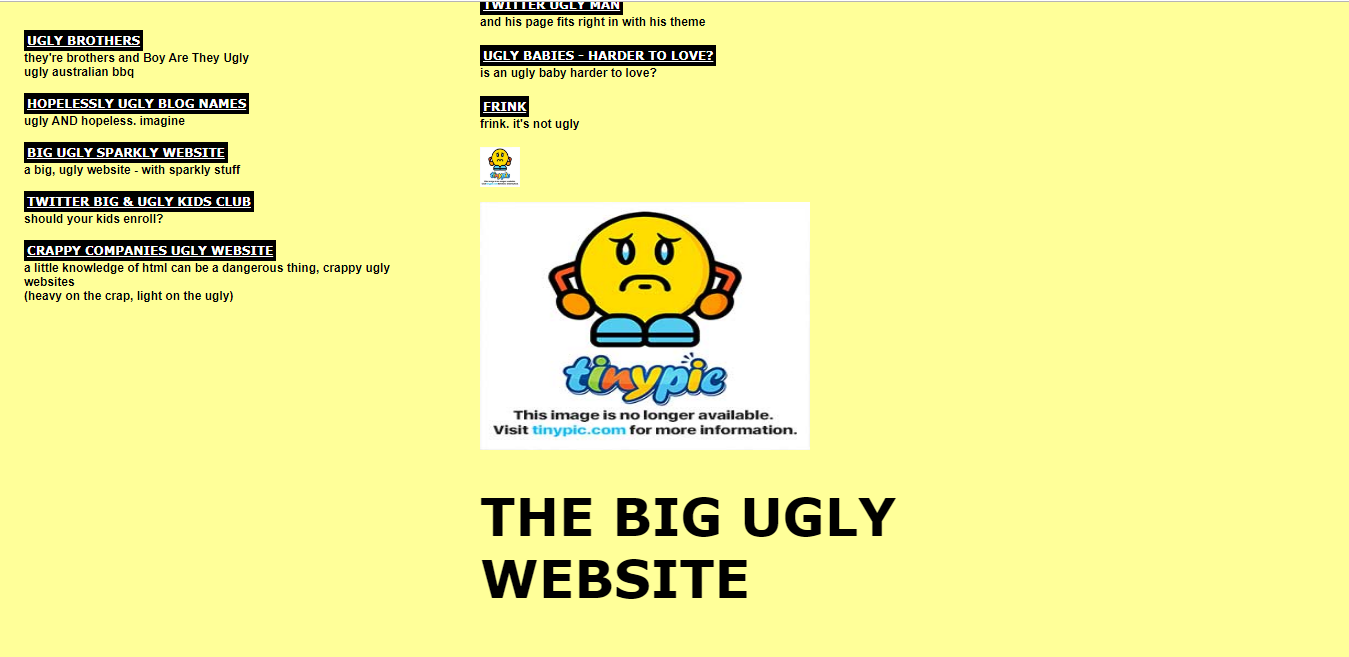 UGLY BROTHERS
they're brothers and Boy Are They Ugly
ugly australian bbq
HOPELESSLY UGLY BLOG NAMES
ugly AND hopeless. imagine
BIG UGLY SPARKLY WEBSITE
a big, ugly website - with sparkly stuff
TWITTER BIG & UGLY KIDS CLUB
should your kids enroll?
CRAPPY COMPANIES UGLY WEBSITE
a little knowledge of html can be a dangerous thing, crappy ugly
websites
(heavy on the crap, light on the ugly)
TWITTER UGLY MAN
and his page fits right in with his theme
UGLY BABIES - HARDER TO LOVE?
is an ugly baby harder to love?
FRINK
frink. it's not ugly
tinypic
tinypic
This image is no longer available.
Visit tinypic.com for more information.
THE BIG UGLY
WEBSITE